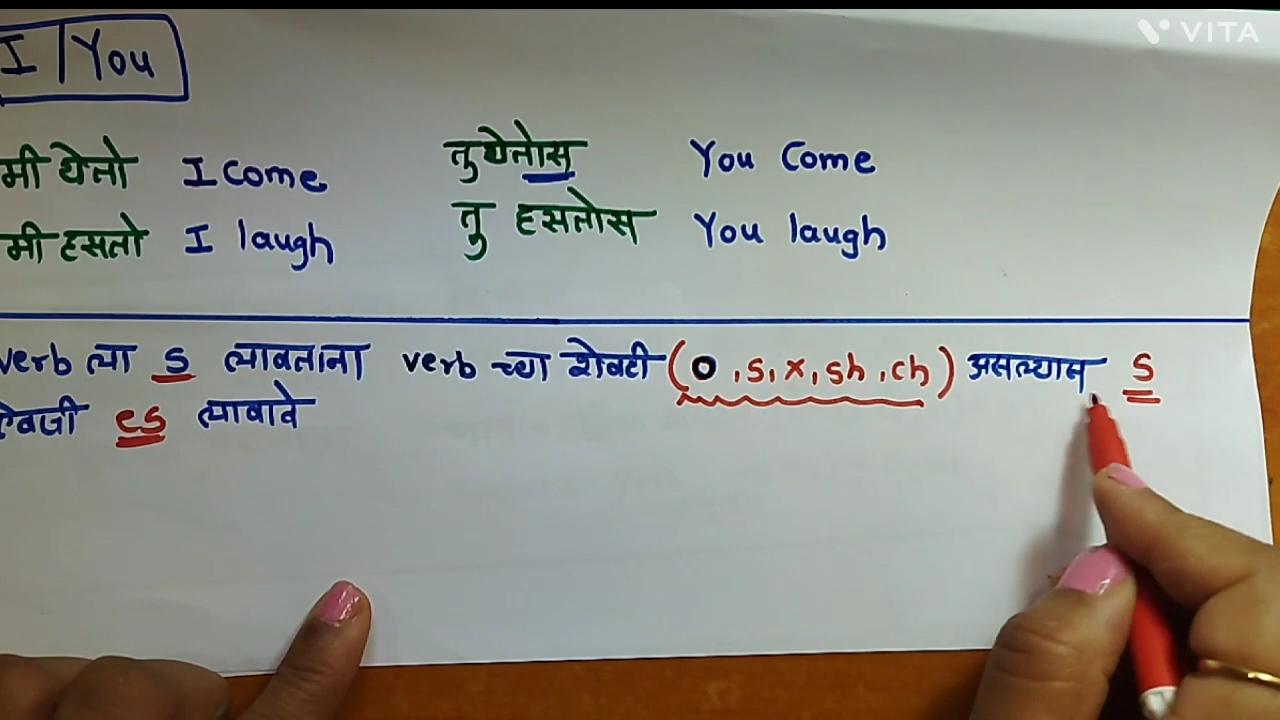 VITA
I / You
मी येतो I come तु येतोस You Come
मी हसतो I laugh तु हसतोस You laugh
verb ला s लावताना verb च्या शेवटी (o, s, x, sh, ch) असल्यास s
ऐवजी es लावावे